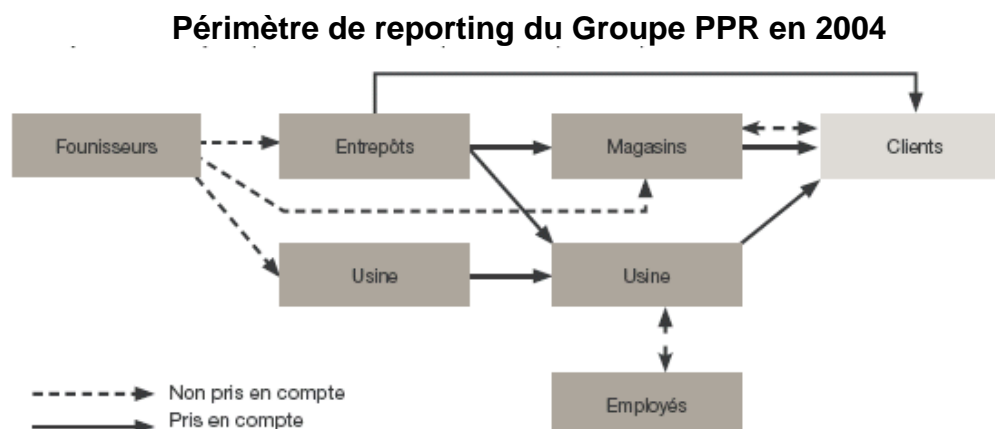 Périmètre de reporting du Groupe PPR en 2004
Founisseurs
Entrepôts
Magasins
Clients
Usine
Usine
Employés
Non pris en compte
Pris en compte